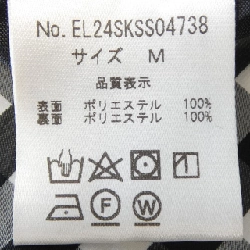 No. EL24SKSS04738
サイズ M
品質表示
表面 ポリエステル 100%
裏面 ポリエステル 100%
F W